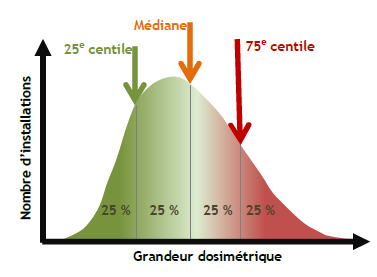 Médiane
25e centile
75e centile
Nombre d'installations
25 % 25 % 25 % 25 %
Grandeur dosimétrique